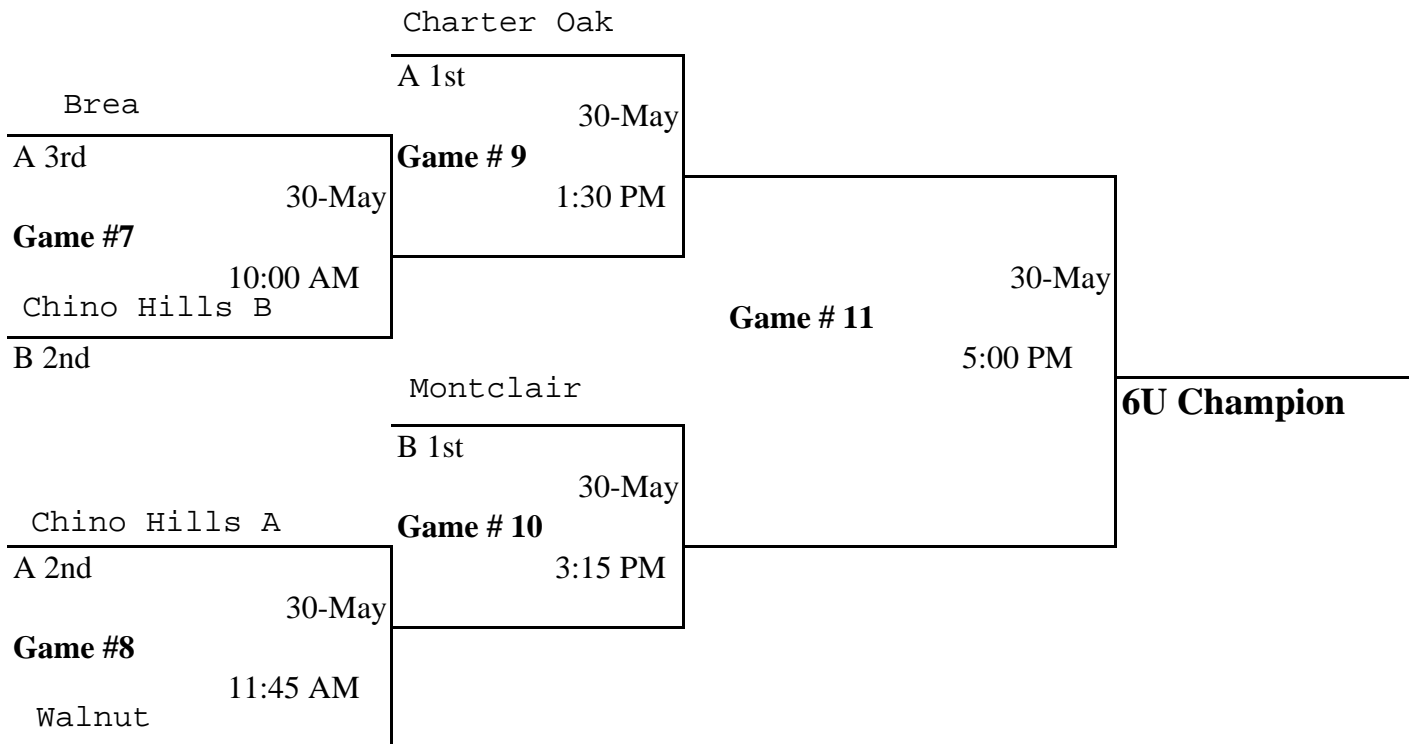 Charter Oak
A 1st
Brea
30-May
A 3rd
Game # 9
30-May
1:30 PM
Game #7
10:00 AM
30-May
Chino Hills B
Game # 11
B 2nd
5:00 PM
Montclair
6U Champion
B 1st
30-May
Chino Hills A
Game # 10
A 2nd
3:15 PM
30-May
Game #8
11:45 AM
Walnut